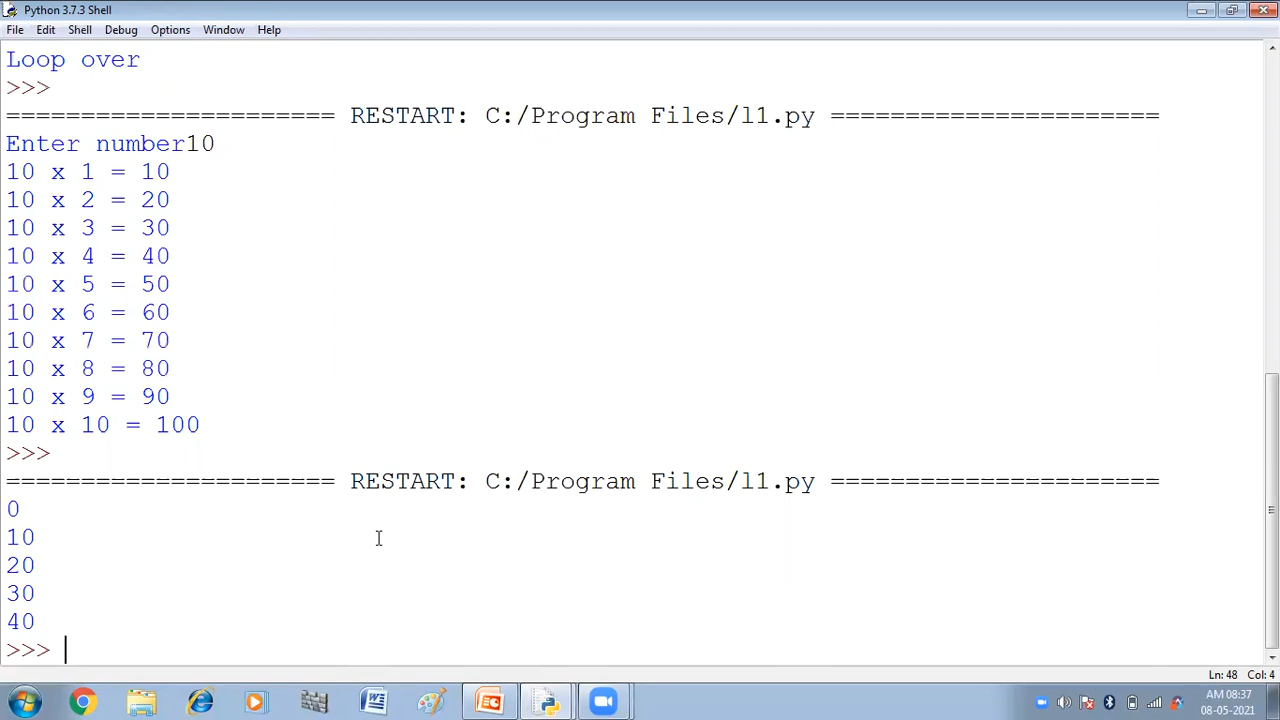 Python 3.7.3 Shell
File Edit Shell Debug Options Window Help
Loop over
>>>
====================== RESTART: C:/Program Files/l1.py ======================
Enter number10
10 x 1 = 10
10 x 2 = 20
10 x 3 = 30
10 x 4 = 40
10 x 5 = 50
10 x 6 = 60
10 x 7 = 70
10 x 8 = 80
10 x 9 = 90
10 x 10 = 100
>>>
====================== RESTART: C:/Program Files/l1.py ======================
0
10
20
30
40
>>>
Ln: 48 Col: 4
AM 08:37
08-05-2021